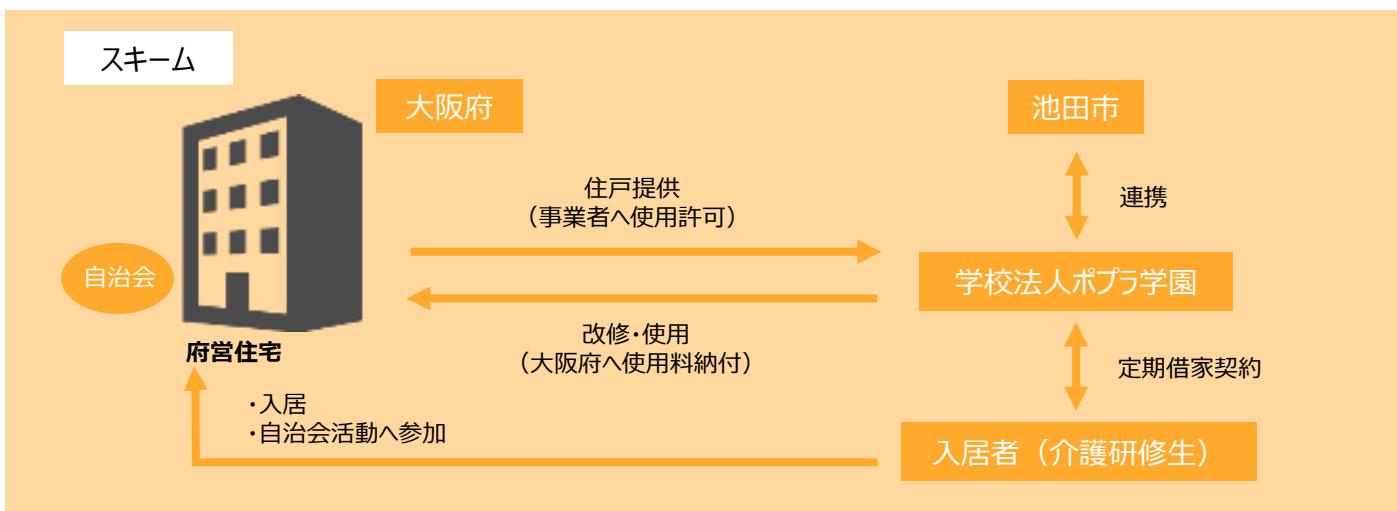 スキーム
大阪府
池田市
住戸提供
（事業者へ使用許可）
連携
自治会
学校法人ポプラ学園
改修・使用
（大阪府へ使用料納付）
府営住宅
定期借家契約
・入居
・自治会活動へ参加
入居者（介護研修生）